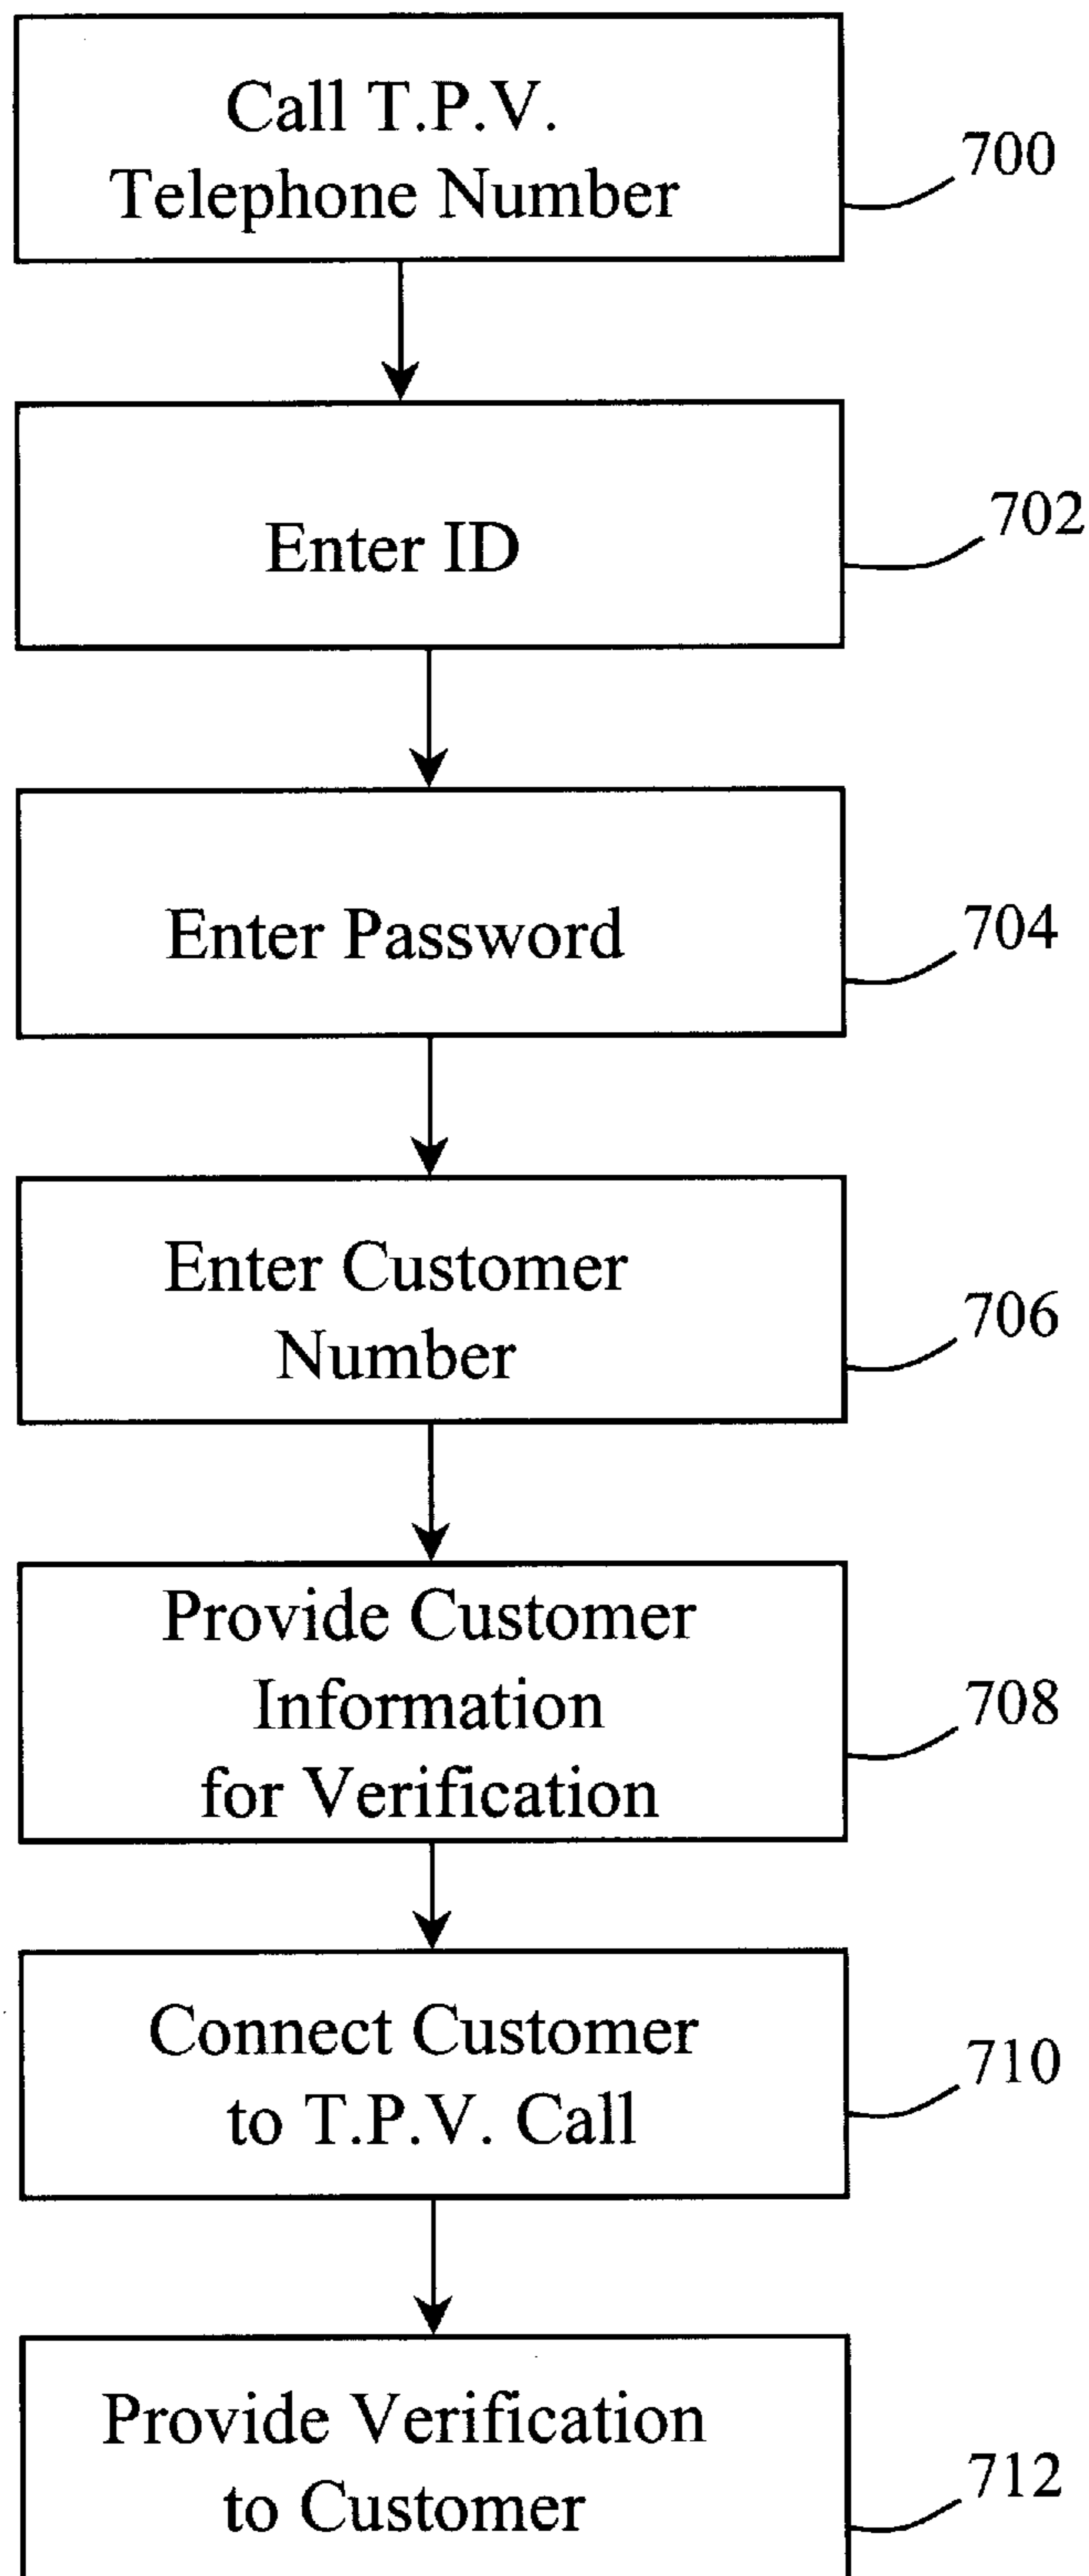 Call T.P.V.
Telephone Number
700
Enter ID
702
Enter Password
704
Enter Customer
Number
706
Provide Customer
Information
for Verification
708
Connect Customer
to T.P.V. Call
710
Provide Verification
to Customer
712